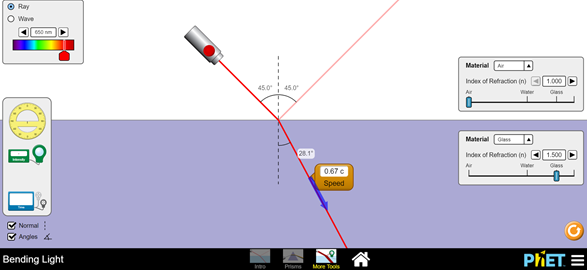 Ray
Wave
650 nm
Material Air
Index of Refraction (n) 1.000
Air Water Glass
45.0° 45.0°
Material Glass
Index of Refraction (n) 1.500
Air Water Glass
28.1°
0.67 c
Speed
Intensity
Time
Normal
Angles
Bending Light
Intro
Prisms
More Tools
PhET